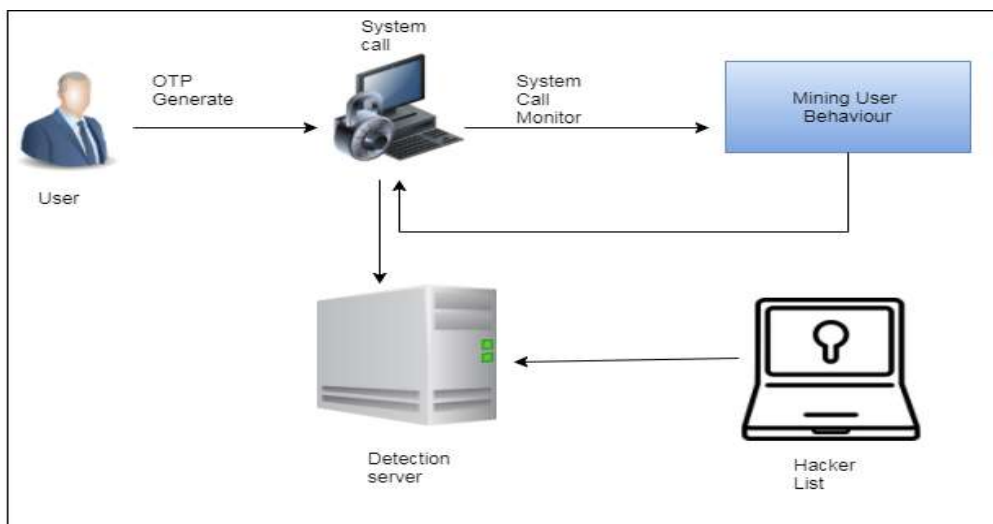 System
call
OTP
Generate
System
Call
Monitor
Mining User
Behaviour
User
Detection
server
Hacker
List